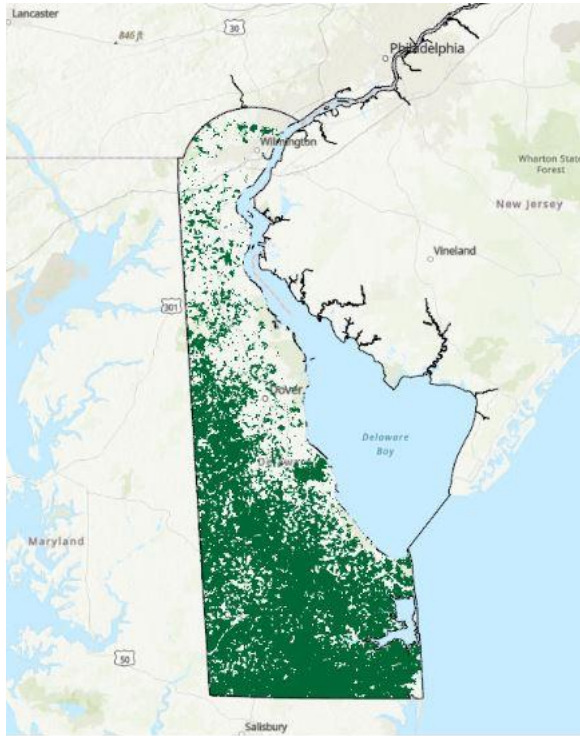 Lancaster
30
846 ft
Philadelphia
Wilmington
Wharton State
Forest
New Jersey
Vineland
301
Dover
Delaware
Bay
Maryland
50
Salisbury